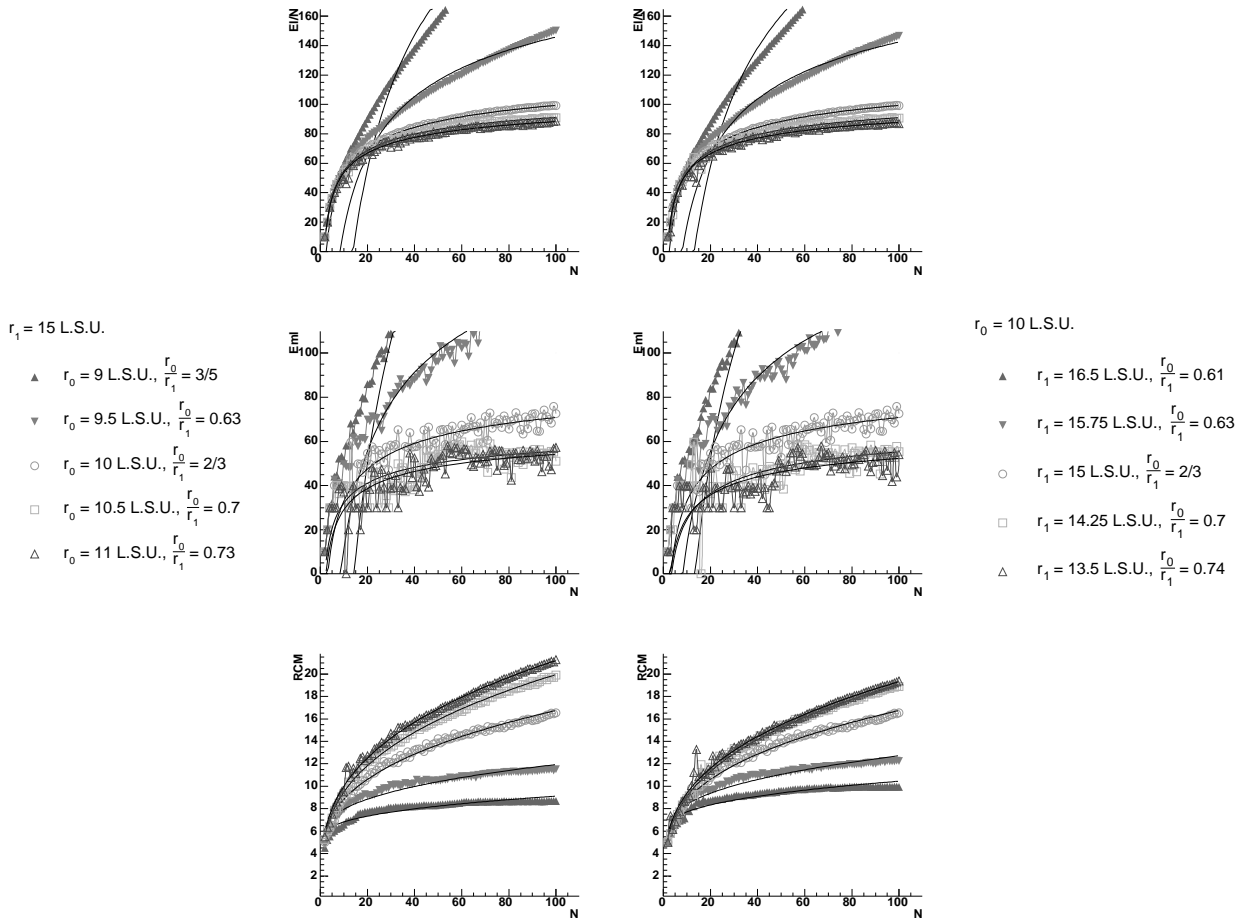 El/N
160
140
120
100
80
60
40
20
0
0 20 40 60 80 100
N
El/N
160
140
120
100
80
60
40
20
0
0 20 40 60 80 100
N
r1 = 15 L.S.U.
r0 = 9 L.S.U., r0/r1 = 3/5
r0 = 9.5 L.S.U., r0/r1 = 0.63
r0 = 10 L.S.U., r0/r1 = 2/3
r0 = 10.5 L.S.U., r0/r1 = 0.7
r0 = 11 L.S.U., r0/r1 = 0.73
Eml
100
80
60
40
20
0
0 20 40 60 80 100
N
Eml
100
80
60
40
20
0
0 20 40 60 80 100
N
r0 = 10 L.S.U.
r1 = 16.5 L.S.U., r0/r1 = 0.61
r1 = 15.75 L.S.U., r0/r1 = 0.63
r1 = 15 L.S.U., r0/r1 = 2/3
r1 = 14.25 L.S.U., r0/r1 = 0.7
r1 = 13.5 L.S.U., r0/r1 = 0.74
RCM
20
18
16
14
12
10
8
6
4
2
0 20 40 60 80 100
N
RCM
20
18
16
14
12
10
8
6
4
2
0 20 40 60 80 100
N